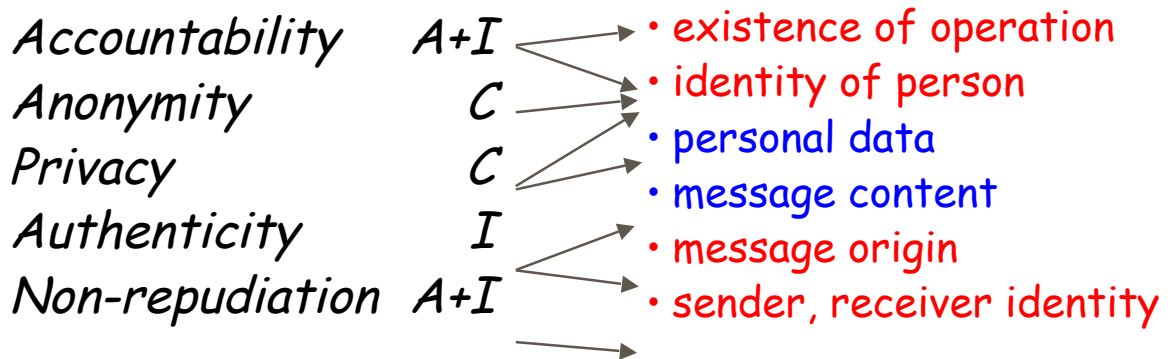 Accountability A+I
Anonymity C
Privacy C
Authenticity I
Non-repudiation A+I
• existence of operation
• identity of person
• personal data
• message content
• message origin
• sender, receiver identity